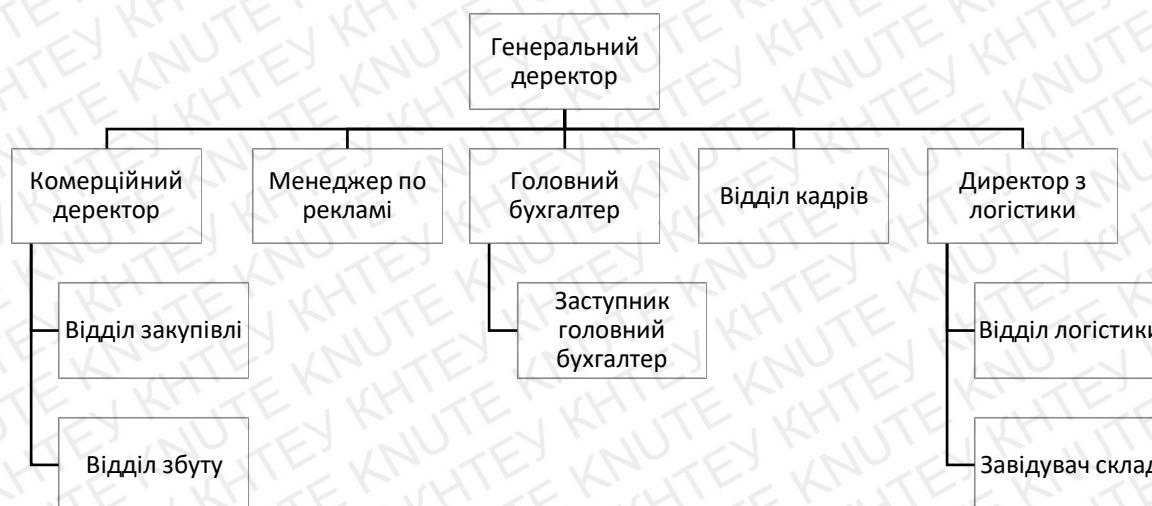 Генеральний
деректор
Комерційний
деректор
Менеджер по
рекламі
Головний
бухгалтер
Відділ кадрів
Директор з
логістики
Відділ закупівлі
Заступник
головний
бухгалтер
Відділ логістики
Відділ збуту
Завідувач склад